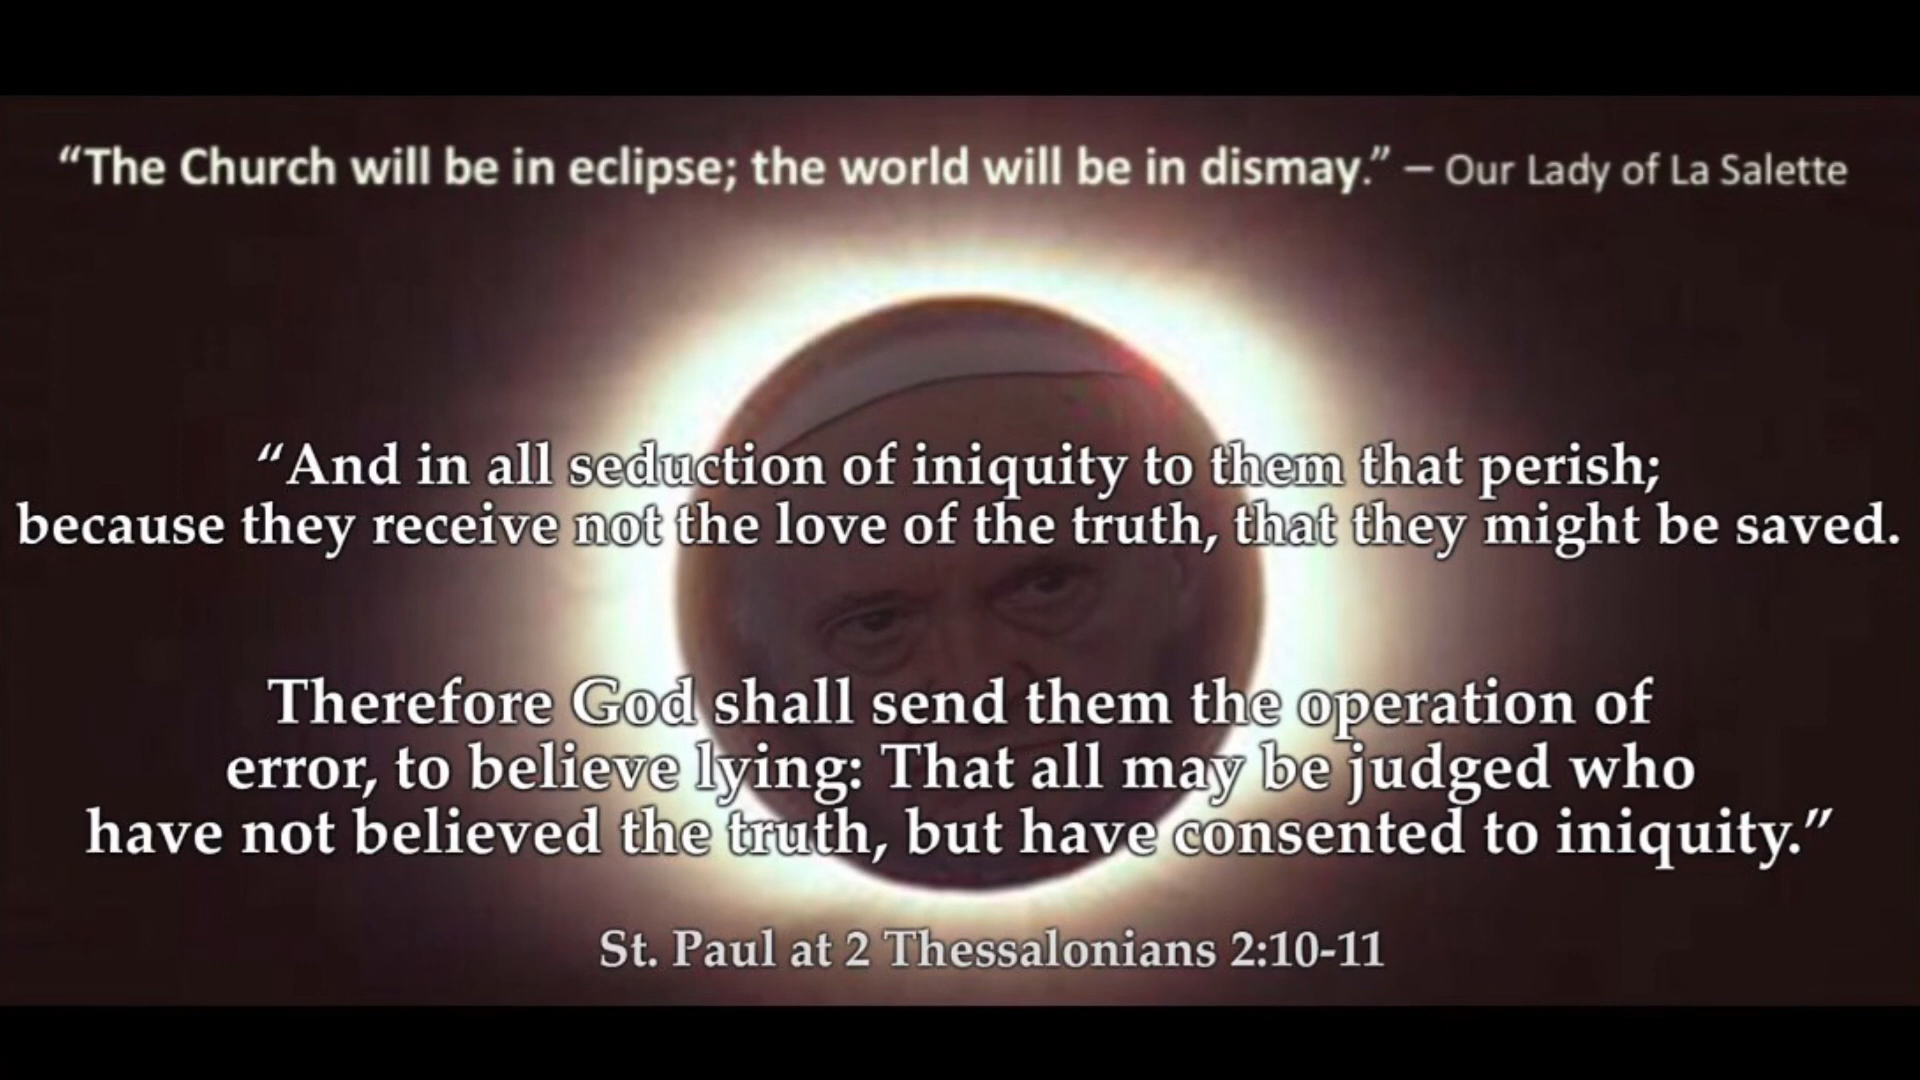 “The Church will be in eclipse; the world will be in dismay.” – Our Lady of La Salette
“And in all seduction of iniquity to them that perish;
because they receive not the love of the truth, that they might be saved.
Therefore God shall send them the operation of
error, to believe lying: That all may be judged who
have not believed the truth, but have consented to iniquity.”
St. Paul at 2 Thessalonians 2:10-11